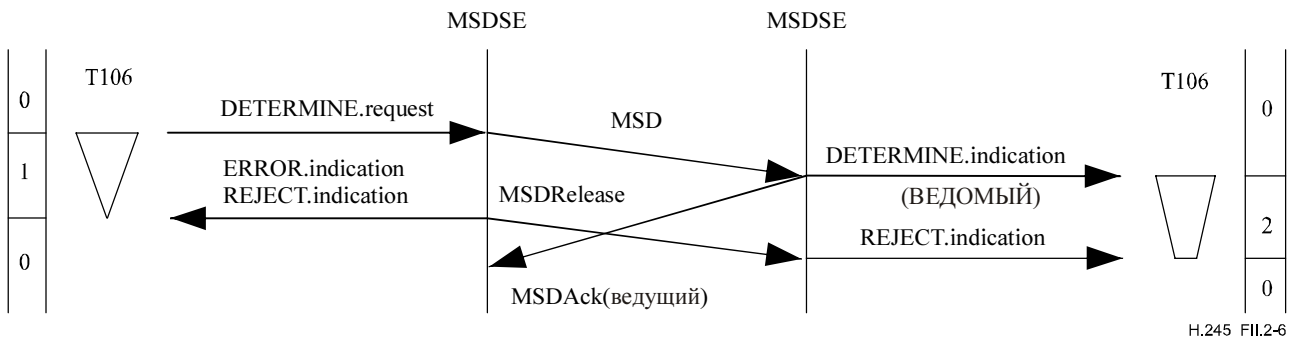 MSDSE MSDSE
T106 T106
0 0
DETERMINE.request MSD
DETERMINE.indication
1 ERROR.indication
REJECT.indication MSDRelease (ВЕДОМЫЙ)
REJECT.indication 2
0 MSDAck(ведущий) 0
H.245 FII.2-6